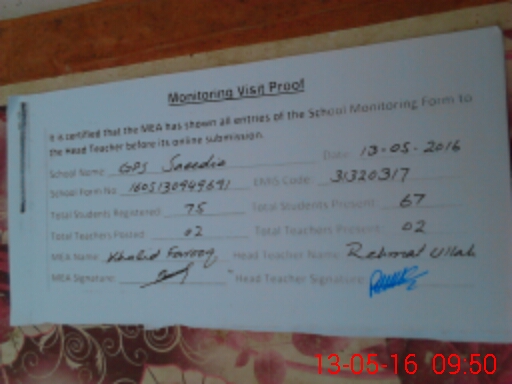 Monitoring Visit Proof
It is certified that the MEA has shown all entries of the School Monitoring Form to
the Head Teacher before its online submission.
School Name: GPS Saeedia Date: 13-05-2016
School Form No: 1605130949691 EMIS Code: 31320317
Total Students Registered: 75 Total Students Present: 67
Total Teachers Posted: 02 Total Teachers Present: 02
MEA Name: Khalid Farooq Head Teacher Name: Rehmat Ullah
MEA Signature: Head Teacher Signature:
13-05-16 09:50